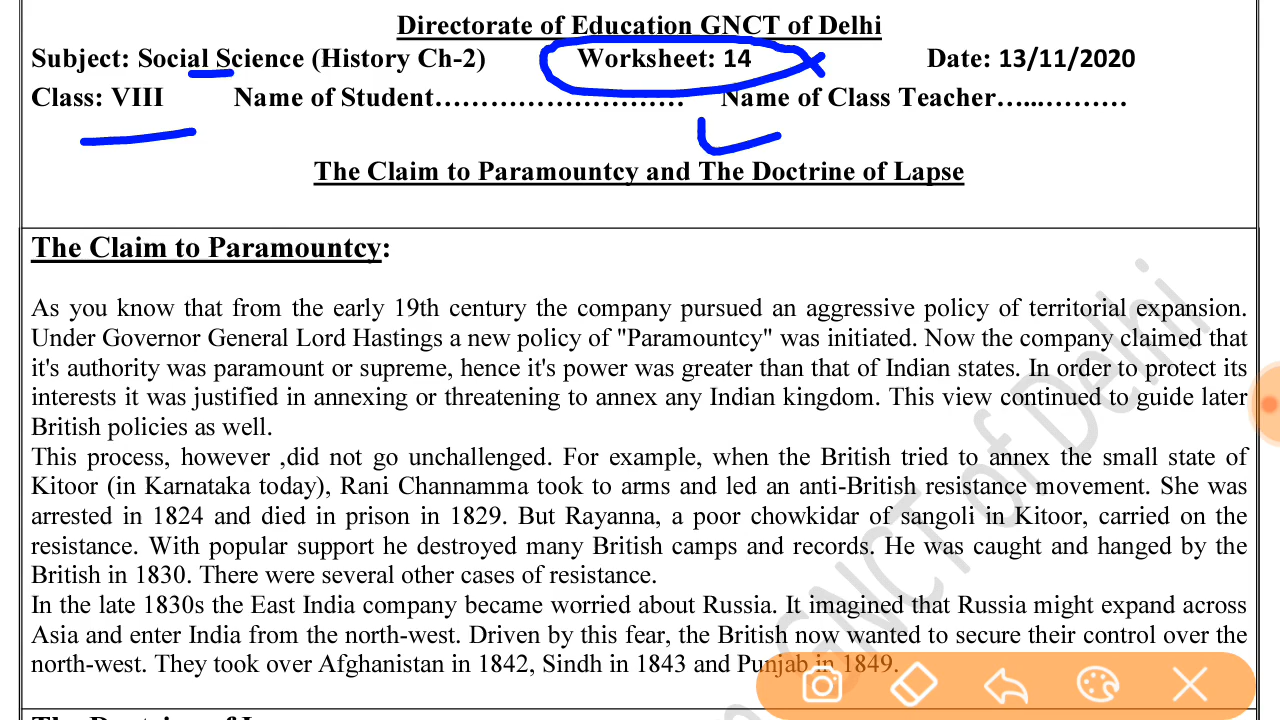 Directorate of Education GNCT of Delhi
Subject: Social Science (History Ch-2) Worksheet: 14 Date: 13/11/2020
Class: VIII Name of Student………………………. Name of Class Teacher…...………
The Claim to Paramountcy and The Doctrine of Lapse
The Claim to Paramountcy:
As you know that from the early 19th century the company pursued an aggressive policy of territorial expansion.
Under Governor General Lord Hastings a new policy of "Paramountcy" was initiated. Now the company claimed that
it's authority was paramount or supreme, hence it's power was greater than that of Indian states. In order to protect its
interests it was justified in annexing or threatening to annex any Indian kingdom. This view continued to guide later
British policies as well.
This process, however ,did not go unchallenged. For example, when the British tried to annex the small state of
Kitoor (in Karnataka today), Rani Channamma took to arms and led an anti-British resistance movement. She was
arrested in 1824 and died in prison in 1829. But Rayanna, a poor chowkidar of sangoli in Kitoor, carried on the
resistance. With popular support he destroyed many British camps and records. He was caught and hanged by the
British in 1830. There were several other cases of resistance.
In the late 1830s the East India company became worried about Russia. It imagined that Russia might expand across
Asia and enter India from the north-west. Driven by this fear, the British now wanted to secure their control over the
north-west. They took over Afghanistan in 1842, Sindh in 1843 and Punjab in 1849.
GNCT of Delhi